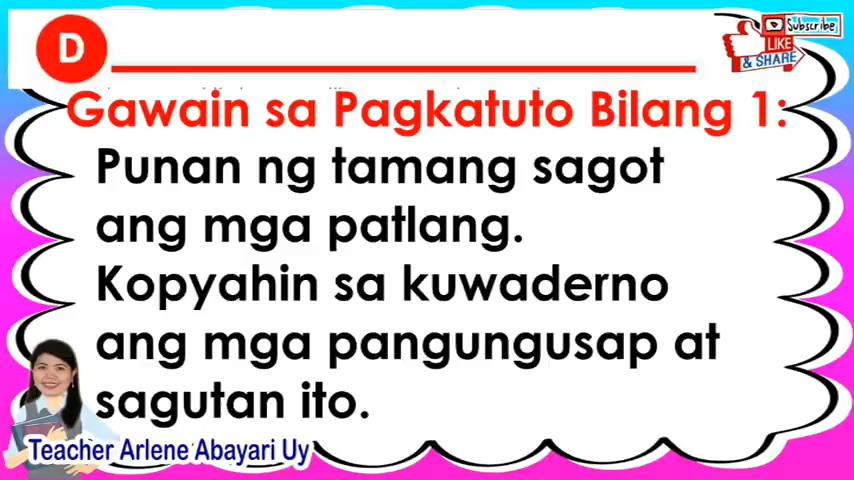 D
Subscribe
LIKE
& SHARE
Gawain sa Pagkatuto Bilang 1:
Punan ng tamang sagot
ang mga patlang.
Kopyahin sa kuwaderno
ang mga pangungusap at
sagutan ito.
Teacher Arlene Abayari Uy